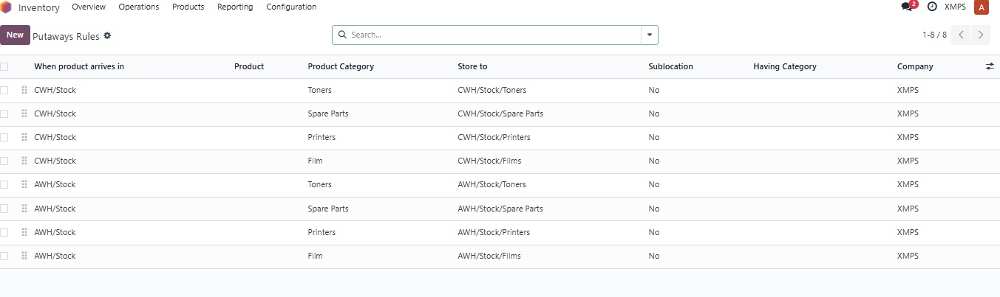 Inventory Overview Operations Products Reporting Configuration 2 XMPS A
New Putaways Rules Search... 1-8 / 8
When product arrives in Product Product Category Store to Sublocation Having Category Company
CWH/Stock Toners CWH/Stock/Toners No XMPS
CWH/Stock Spare Parts CWH/Stock/Spare Parts No XMPS
CWH/Stock Printers CWH/Stock/Printers No XMPS
CWH/Stock Film CWH/Stock/Films No XMPS
AWH/Stock Toners AWH/Stock/Toners No XMPS
AWH/Stock Spare Parts AWH/Stock/Spare Parts No XMPS
AWH/Stock Printers AWH/Stock/Printers No XMPS
AWH/Stock Film AWH/Stock/Films No XMPS